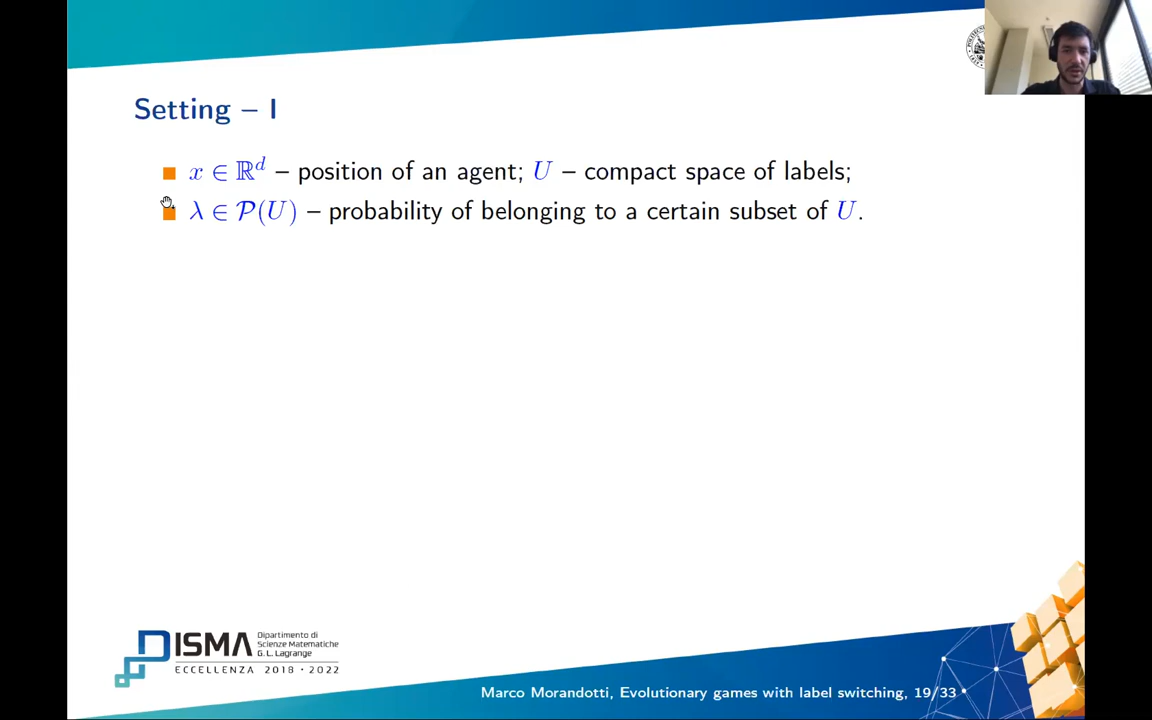 Setting – I
x ∈ ℝ^d – position of an agent; U – compact space of labels;
λ ∈ 𝒫(U) – probability of belonging to a certain subset of U.
DISMA
Dipartimento di
Scienze Matematiche
G. L. Lagrange
ECCELLENZA 2018 · 2022
Marco Morandotti, Evolutionary games with label switching, 19/33